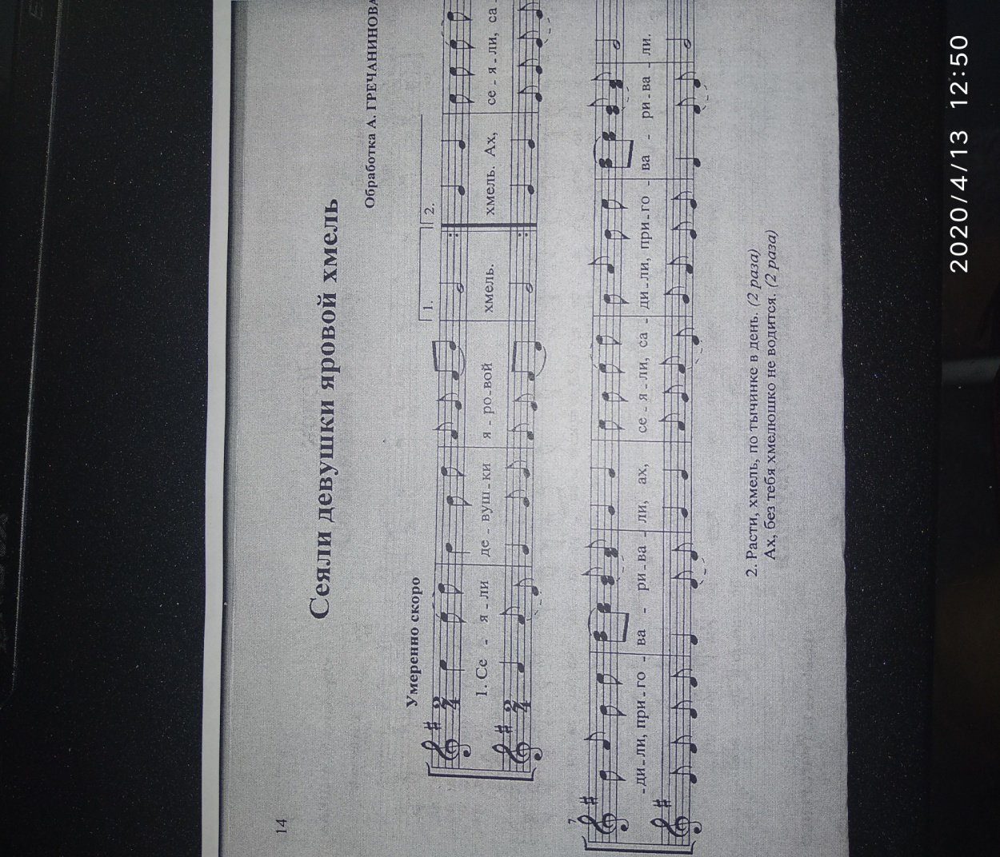 14
Сеяли девушки яровой хмель
Обработка А. ГРЕЧАНИНОВА
Умеренно скоро
1. 2.
1. Се - я - ли де - вуш - ки я - ро - вой хмель. хмель. Ах, се - я - ли, са
7
- ди - ли, при - го - ва - ри - ва - ли, ах, се - я - ли, са - ди - ли, при - го - ва - ри - ва - ли.
2. Расти, хмель, по тычинке в день. (2 раза)
Ах, без тебя хмелюшко не водится. (2 раза)
2020/4/13 12:50